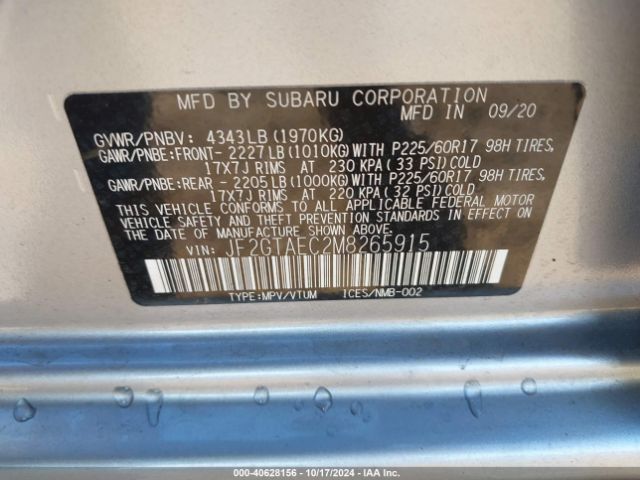 MFD BY SUBARU CORPORATION
MFD IN 09/20
GVWR/PNBV: 4343LB(1970KG)
GAWR/PNBE:FRONT- 2227LB(1010KG)WITH P225/60R17 98H TIRES,
17X7J RIMS AT 230 KPA(33 PSI)COLD
GAWR/PNBE:REAR - 2205LB(1000KG)WITH P225/60R17 98H TIRES,
17X7J RIMS AT 220 KPA(32 PSI)COLD
THIS VEHICLE CONFORMS TO ALL APPLICABLE FEDERAL MOTOR
VEHICLE SAFETY AND THEFT PREVENTION STANDARDS IN EFFECT ON
THE DATE OF MANUFACTURE SHOWN ABOVE.
VIN: JF2GTAEC2M8265915
TYPE:MPV/VTUM ICES/NMB-002
000-40628156 - 10/17/2024 - IAA Inc.